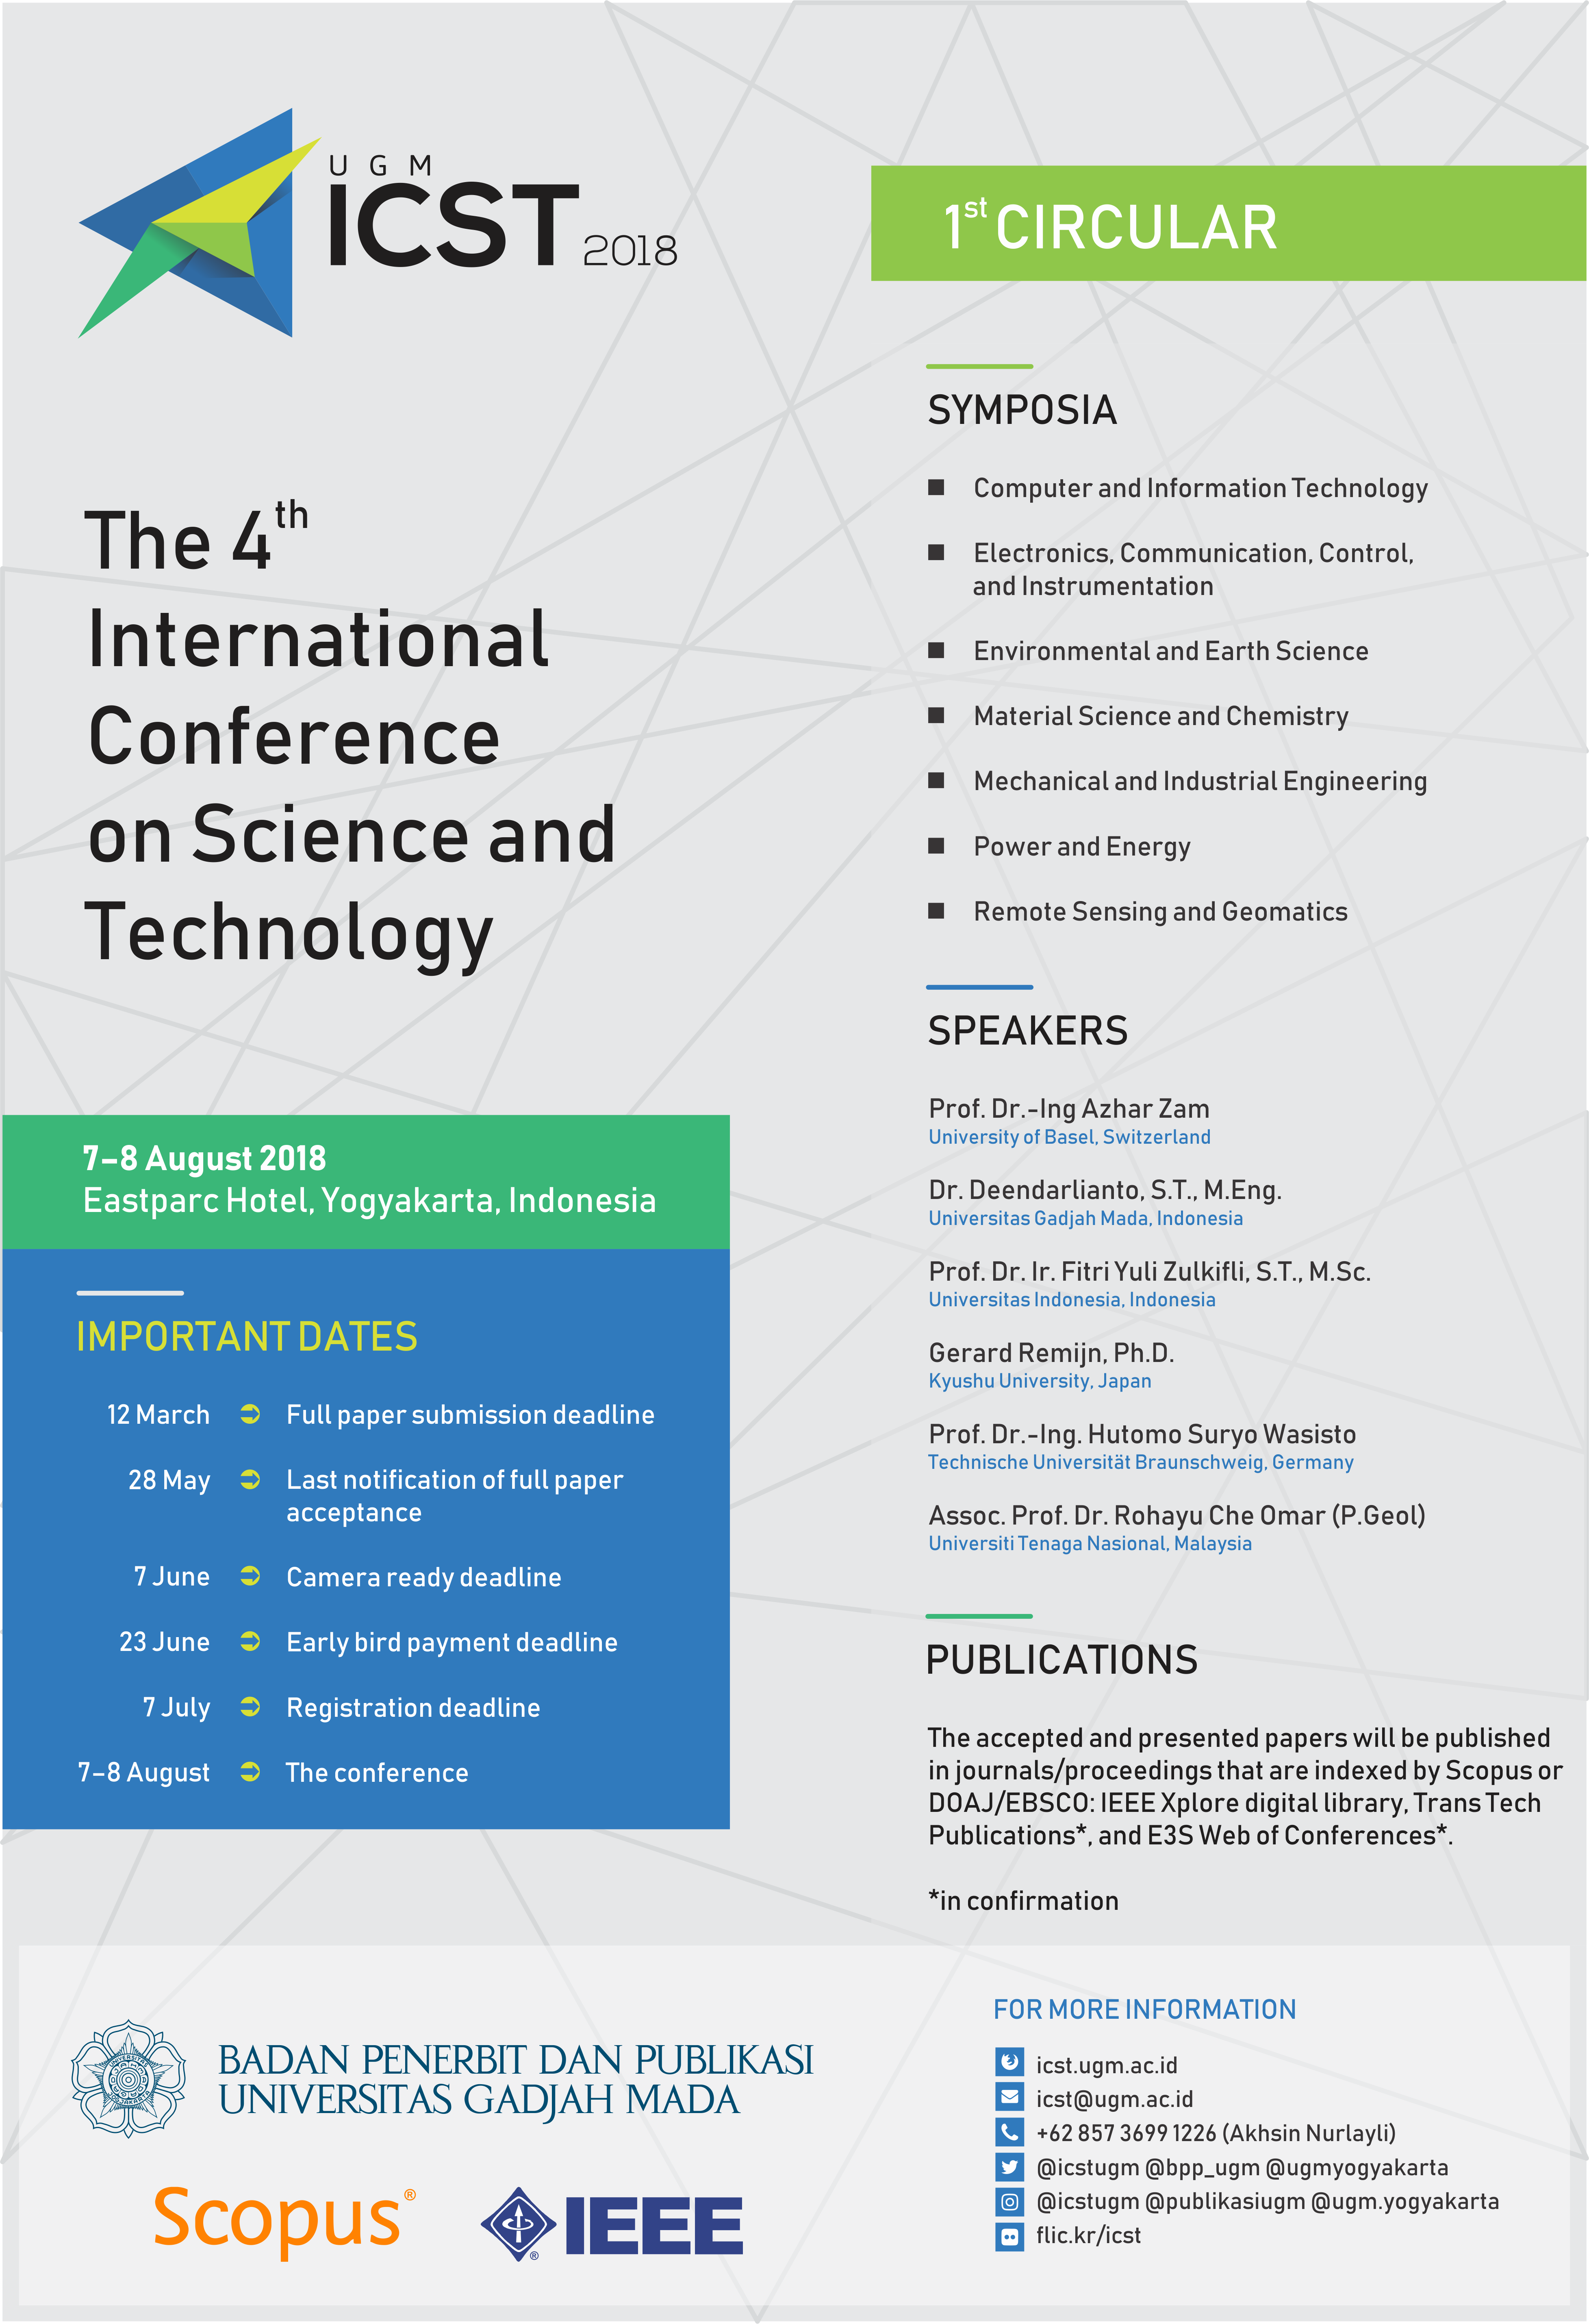 UGM
ICST 2018
1st CIRCULAR
The 4th
International
Conference
on Science and
Technology
7–8 August 2018
Eastparc Hotel, Yogyakarta, Indonesia
IMPORTANT DATES
12 March ➲ Full paper submission deadline
28 May ➲ Last notification of full paper
acceptance
7 June ➲ Camera ready deadline
23 June ➲ Early bird payment deadline
7 July ➲ Registration deadline
7–8 August ➲ The conference
SYMPOSIA
■ Computer and Information Technology
■ Electronics, Communication, Control,
and Instrumentation
■ Environmental and Earth Science
■ Material Science and Chemistry
■ Mechanical and Industrial Engineering
■ Power and Energy
■ Remote Sensing and Geomatics
SPEAKERS
Prof. Dr.-Ing Azhar Zam
University of Basel, Switzerland
Dr. Deendarlianto, S.T., M.Eng.
Universitas Gadjah Mada, Indonesia
Prof. Dr. Ir. Fitri Yuli Zulkifli, S.T., M.Sc.
Universitas Indonesia, Indonesia
Gerard Remijn, Ph.D.
Kyushu University, Japan
Prof. Dr.-Ing. Hutomo Suryo Wasisto
Technische Universität Braunschweig, Germany
Assoc. Prof. Dr. Rohayu Che Omar (P.Geol)
Universiti Tenaga Nasional, Malaysia
PUBLICATIONS
The accepted and presented papers will be published
in journals/proceedings that are indexed by Scopus or
DOAJ/EBSCO: IEEE Xplore digital library, Trans Tech
Publications*, and E3S Web of Conferences*.
*in confirmation
BADAN PENERBIT DAN PUBLIKASI
UNIVERSITAS GADJAH MADA
Scopus®
®IEEE
FOR MORE INFORMATION
icst.ugm.ac.id
icst@ugm.ac.id
+62 857 3699 1226 (Akhsin Nurlayli)
@icstugm @bpp_ugm @ugmyogyakarta
@icstugm @publikasiugm @ugm.yogyakarta
flic.kr/icst